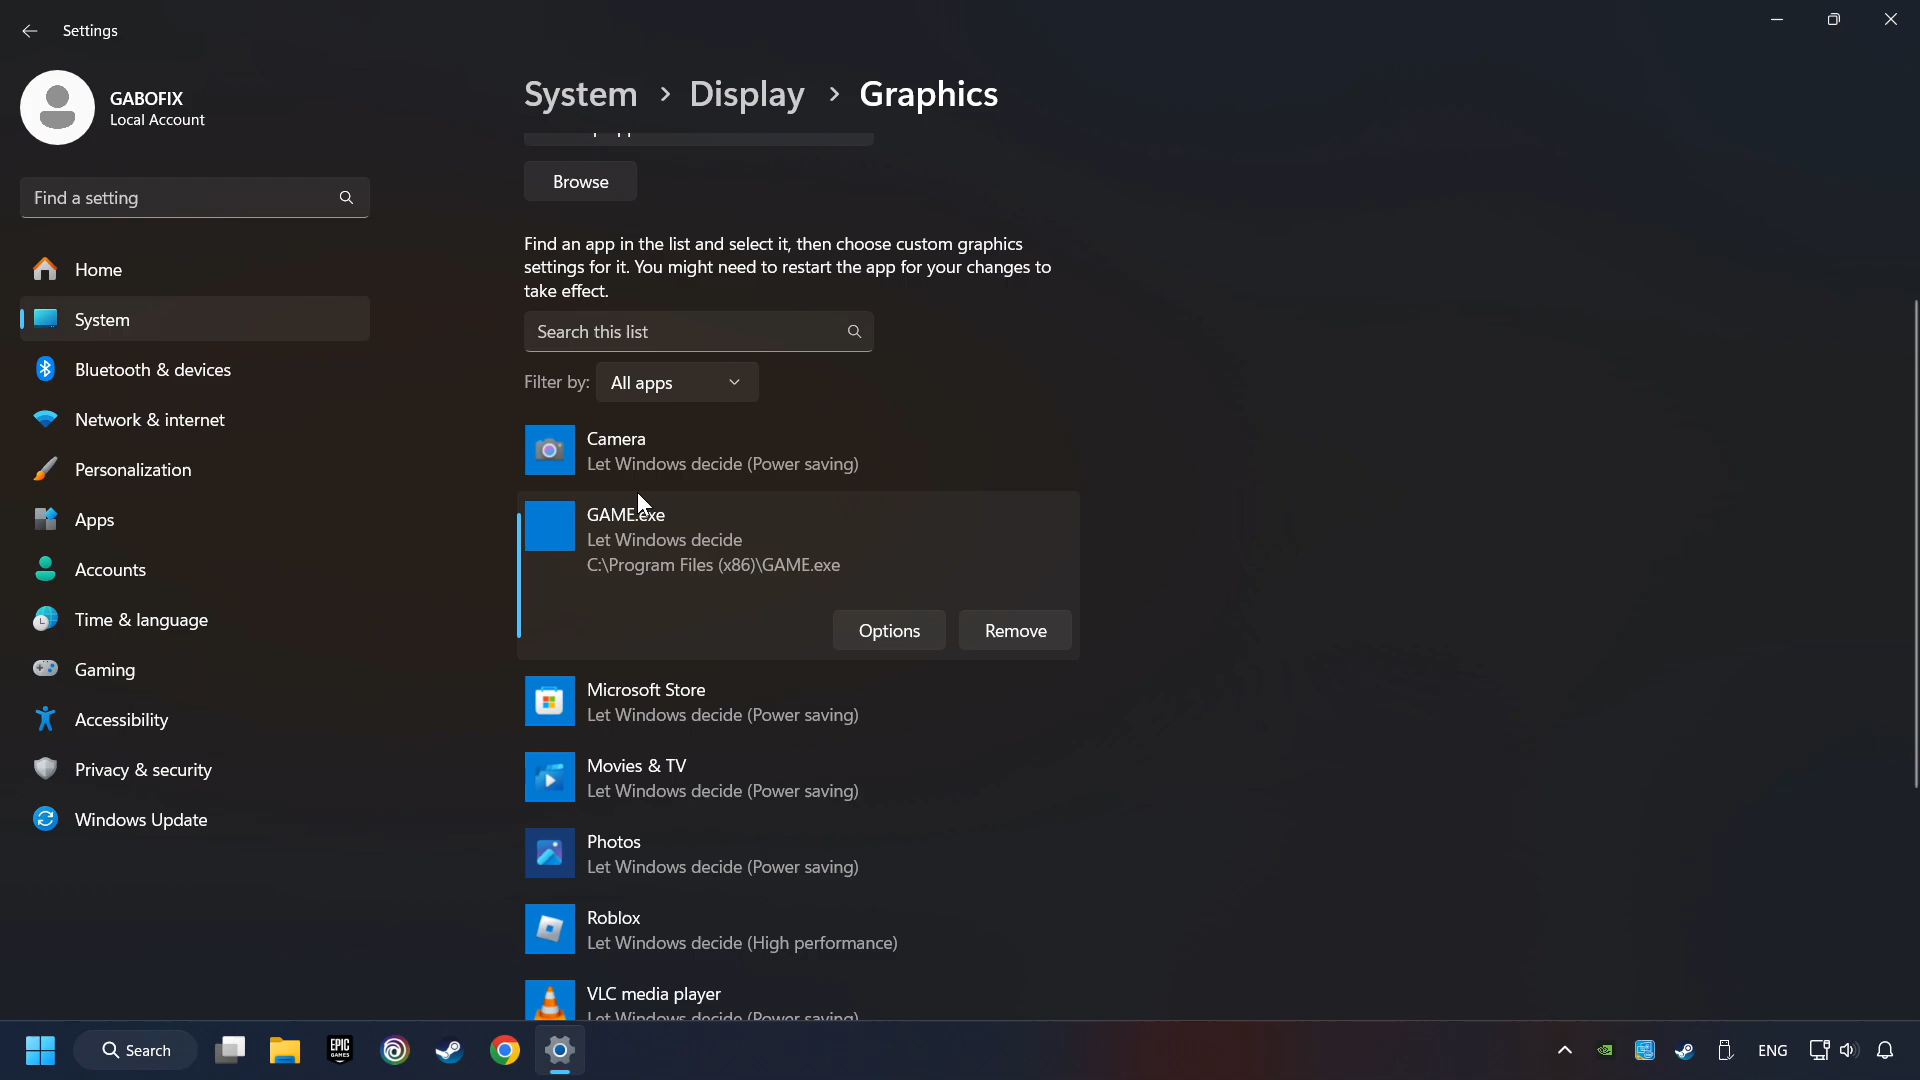 Settings
GABOFIX
Local Account
Find a setting
Home
System
Bluetooth & devices
Network & internet
Personalization
Apps
Accounts
Time & language
Gaming
Accessibility
Privacy & security
Windows Update
System > Display > Graphics
Browse
Find an app in the list and select it, then choose custom graphics
settings for it. You might need to restart the app for your changes to
take effect.
Search this list
Filter by: All apps
Camera
Let Windows decide (Power saving)
GAME.exe
Let Windows decide
C:\Program Files (x86)\GAME.exe
Options Remove
Microsoft Store
Let Windows decide (Power saving)
Movies & TV
Let Windows decide (Power saving)
Photos
Let Windows decide (Power saving)
Roblox
Let Windows decide (High performance)
VLC media player
Let Windows decide (Power saving)
Search
EPIC
GAMES
ENG